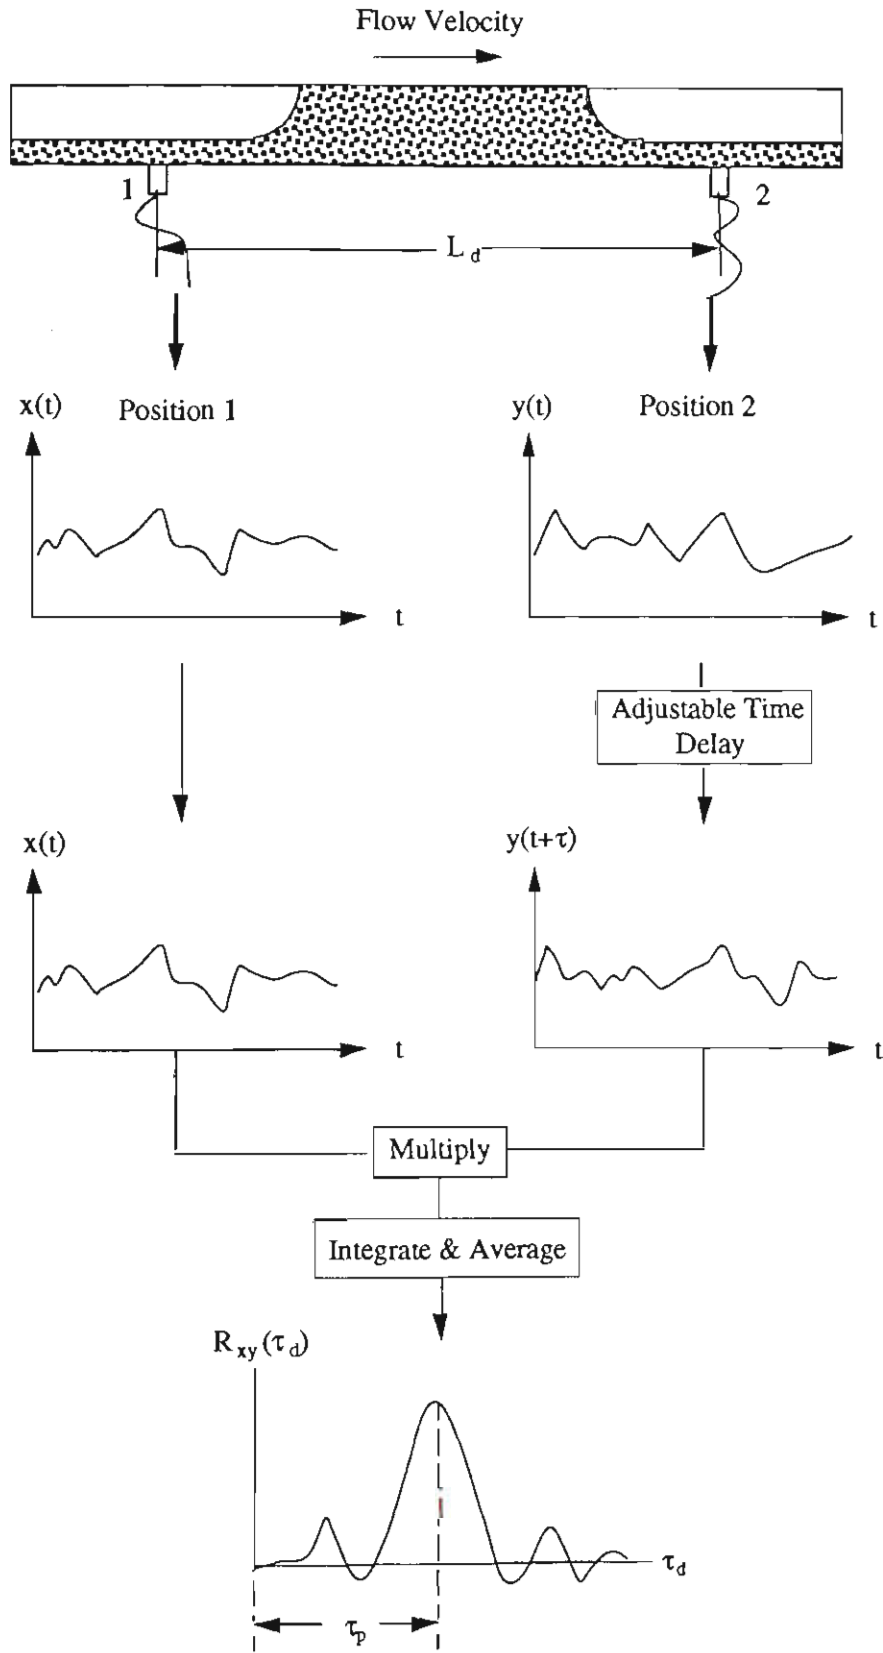 Flow Velocity
1
2
L d
x(t)
Position 1
y(t)
Position 2
t
t
Adjustable Time
Delay
x(t)
y(t+τ)
t
t
Multiply
Integrate & Average
R xy (τ d)
τ d
τ p